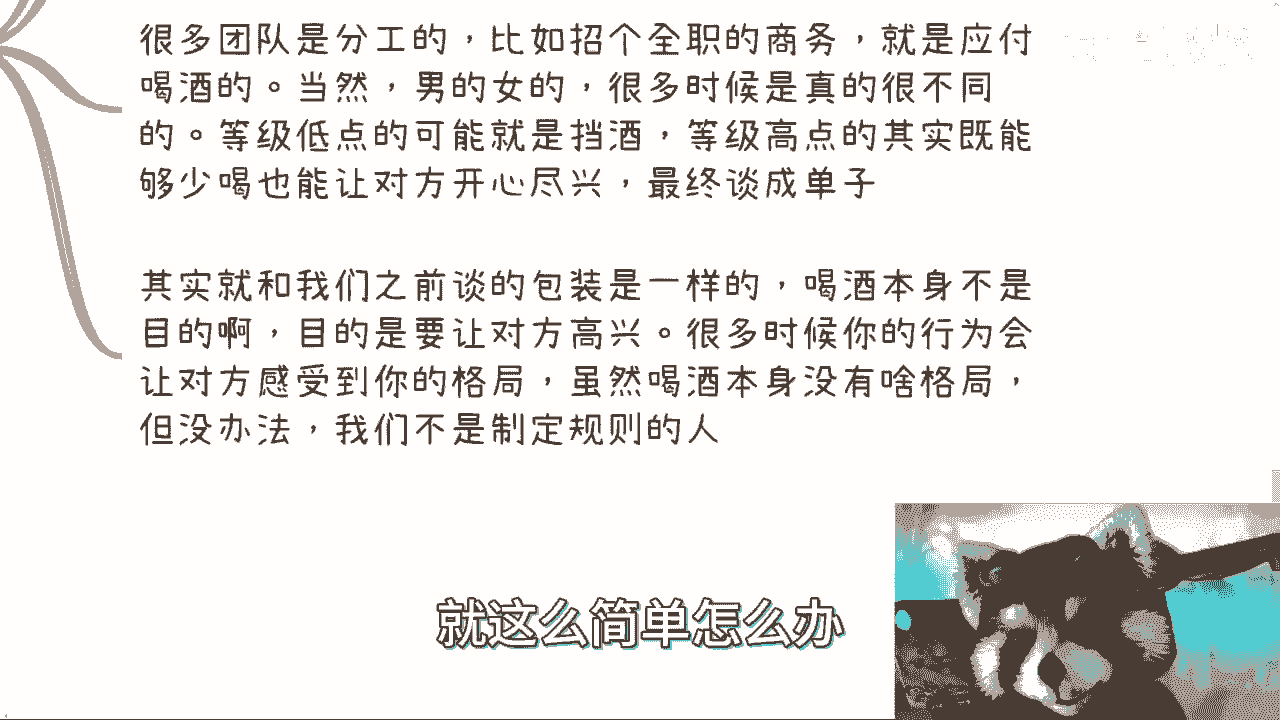 很多团队是分工的，比如招个全职的商务，就是应付
喝酒的。当然，男的女的，很多时候是真的很不同
的。等级低点的可能就是挡酒，等级高点的其实既能
够少喝也能让对方开心尽兴，最终谈成单子
其实就和我们之前谈的包装是一样的，喝酒本身不是
目的啊，目的是要让对方高兴。很多时候你的行为会
让对方感受到你的格局，虽然喝酒本身没有啥格局，
但没办法，我们不是制定规则的人
就这么简单怎么办